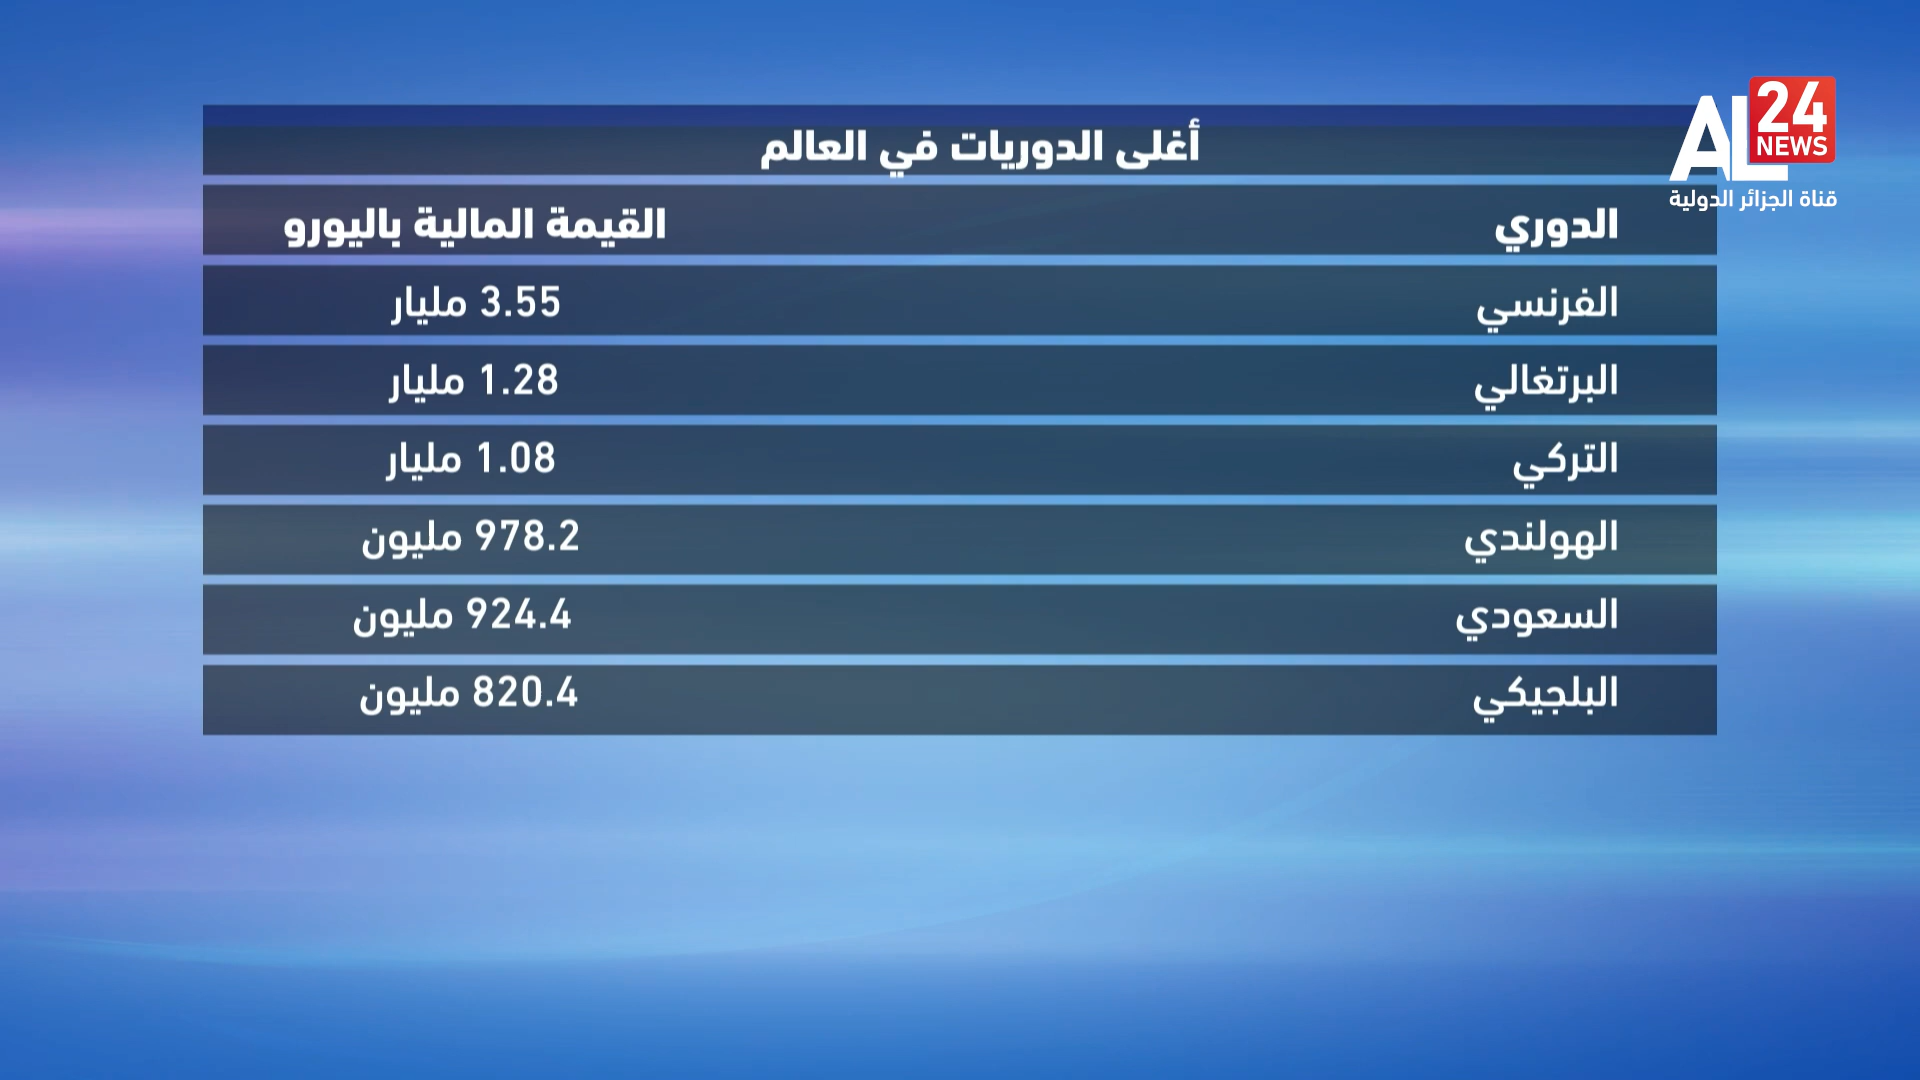 AL
24
NEWS
قناة الجزائر الدولية
أغلى الدوريات في العالم
الدوري القيمة المالية باليورو
الفرنسي 3.55 مليار
البرتغالي 1.28 مليار
التركي 1.08 مليار
الهولندي 978.2 مليون
السعودي 924.4 مليون
البلجيكي 820.4 مليون